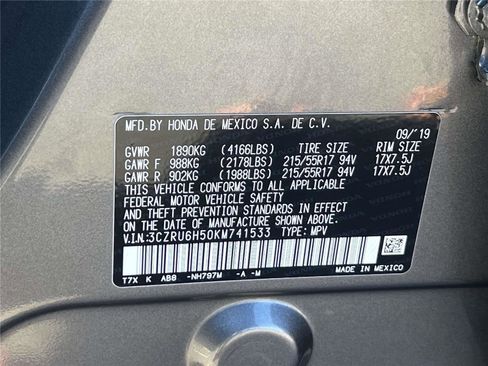 MFD.BY HONDA DE MEXICO S.A. DE C.V.
09/'19
GVWR 1890KG (4166LBS) TIRE SIZE RIM SIZE
GAWR F 988KG (2178LBS) 215/55R17 94V 17X7.5J
GAWR R 902KG (1988LBS) 215/55R17 94V 17X7.5J
THIS VEHICLE CONFORMS TO ALL APPLICABLE
FEDERAL MOTOR VEHICLE SAFETY
STANDARDS IN EFFECT ON THE DATE OF
MANUFACTURE SHOWN ABOVE.
V.I.N:3CZRU6H50KM741533 TYPE: MPV
T7X K AB8 -NH797M -A -M
MADE IN MEXICO